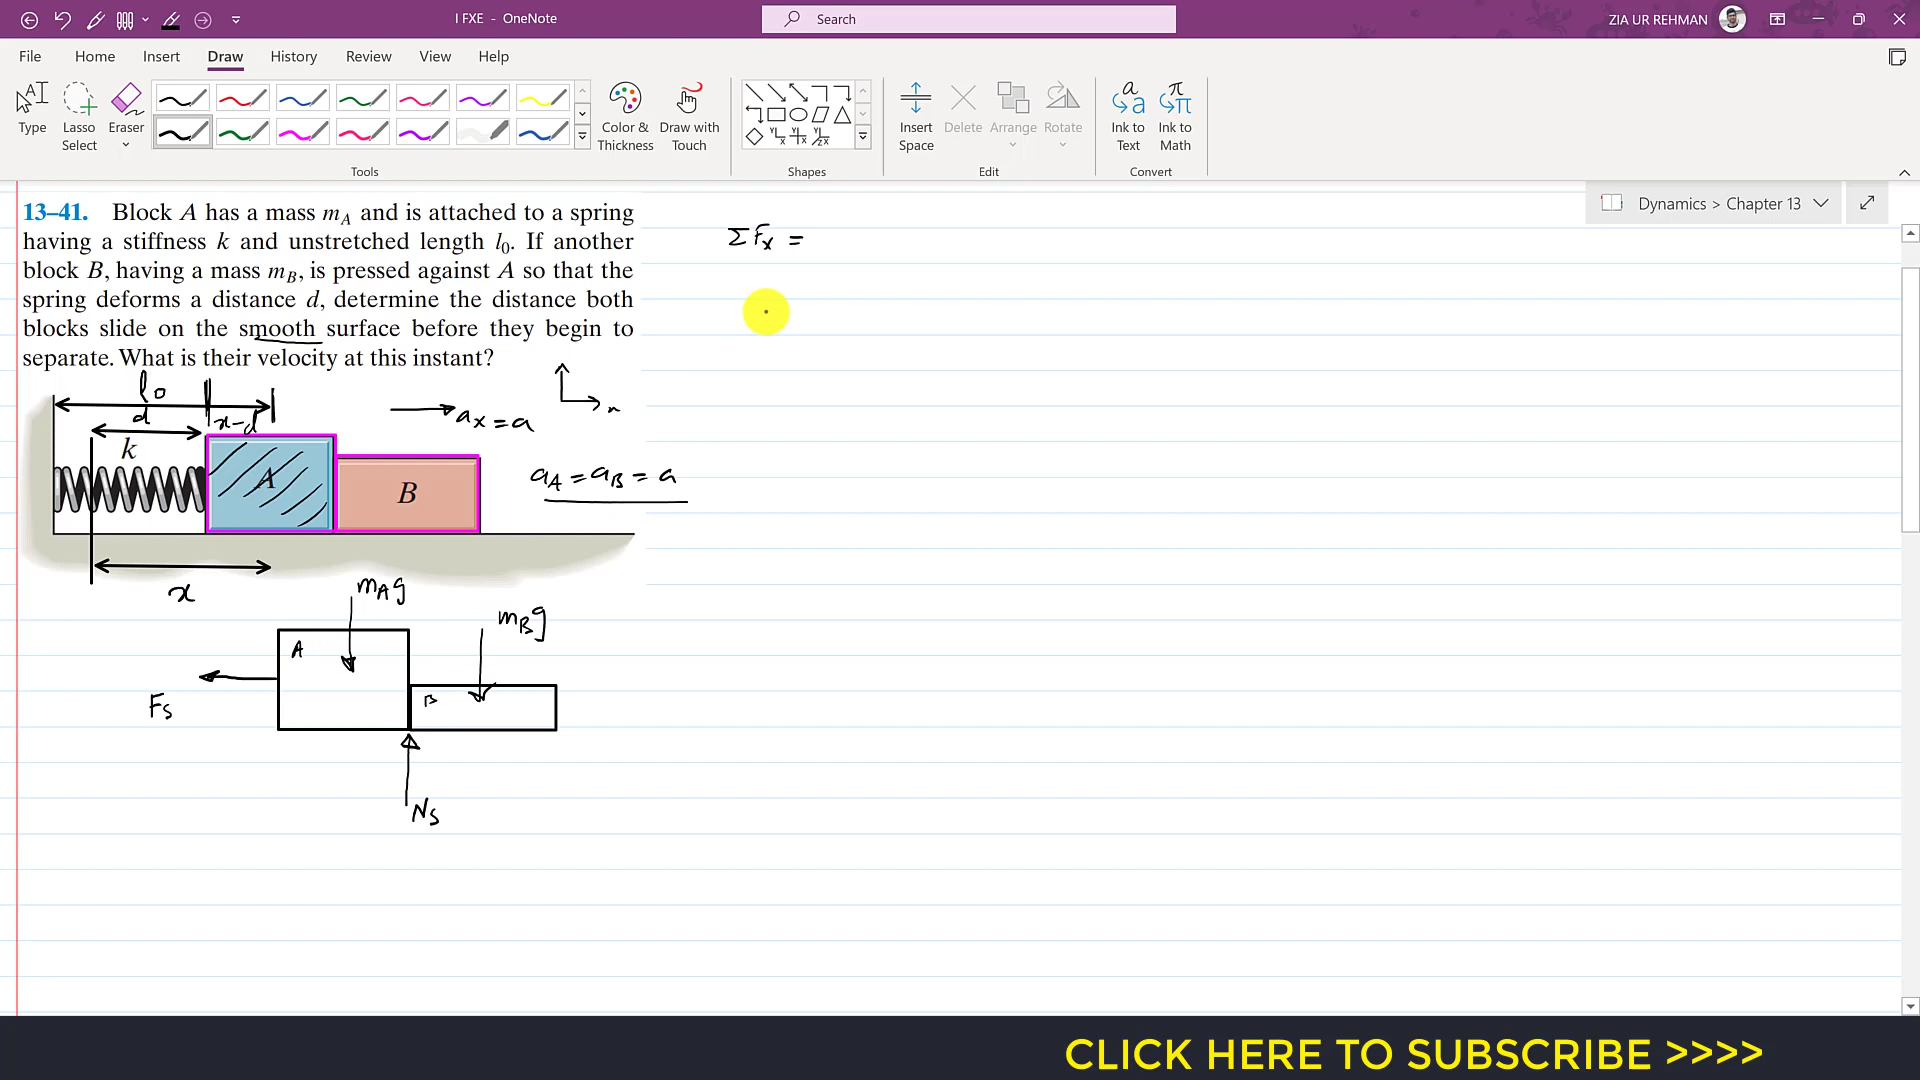 I FXE - OneNote
Search
ZIA UR REHMAN
File Home Insert Draw History Review View Help
Type
Lasso Select
Eraser
Color & Thickness
Draw with Touch
Insert Space
Delete
Arrange
Rotate
Ink to Text
Ink to Math
Tools
Shapes
Edit
Convert
Dynamics > Chapter 13
13–41. Block A has a mass mA and is attached to a spring
having a stiffness k and unstretched length l0. If another
block B, having a mass mB, is pressed against A so that the
spring deforms a distance d, determine the distance both
blocks slide on the smooth surface before they begin to
separate. What is their velocity at this instant?
ΣFx =
l0
d
x-d
ax = a
k
A
B
aA = aB = a
x
mAg
mBg
A
B
Fs
Ns
CLICK HERE TO SUBSCRIBE >>>>